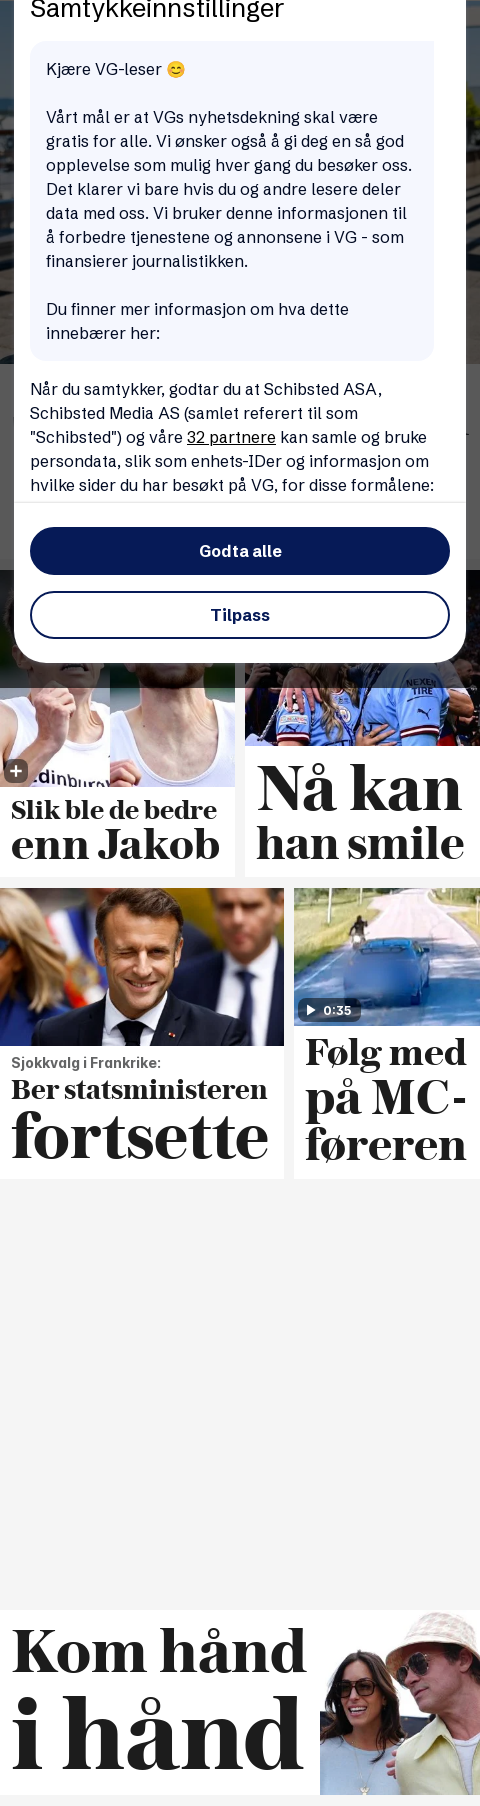 Samtykkeinnstillinger
Kjære VG-leser 😊
Vårt mål er at VGs nyhetsdekning skal være
gratis for alle. Vi ønsker også å gi deg en så god
opplevelse som mulig hver gang du besøker oss.
Det klarer vi bare hvis du og andre lesere deler
data med oss. Vi bruker denne informasjonen til
å forbedre tjenestene og annonsene i VG - som
finansierer journalistikken.
Du finner mer informasjon om hva dette
innebærer her:
Når du samtykker, godtar du at Schibsted ASA,
Schibsted Media AS (samlet referert til som
"Schibsted") og våre 32 partnere kan samle og bruke
persondata, slik som enhets-IDer og informasjon om
hvilke sider du har besøkt på VG, for disse formålene:
Godta alle
Tilpass
NEXEN
TIRE
Slik ble de bedre
enn Jakob
Nå kan
han smile
0:35
Sjokkvalg i Frankrike:
Ber statsministeren
fortsette
Følg med
på MC-
føreren
Kom hånd
i hånd